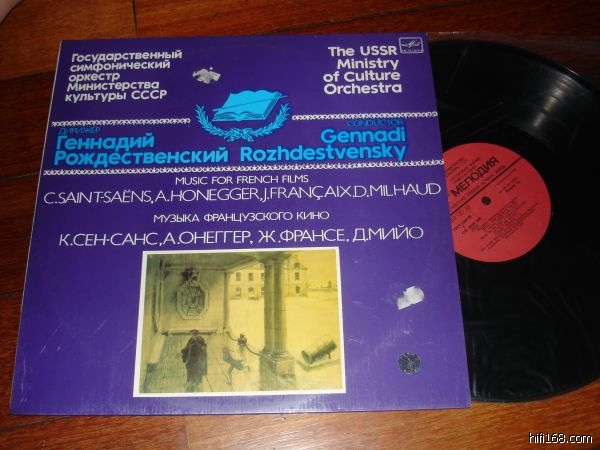 Государственный
симфонический
оркестр
Министерства
культуры СССР
The USSR
Ministry
of Culture
Orchestra
ДИРИЖЕР
Геннадий
Рождественский
CONDUCTOR
Gennadi
Rozhdestvensky
MUSIC FOR FRENCH FILMS
C.SAINT-SAËNS, A.HONEGGER, J.FRANÇAIX, D.MILHAUD
МУЗЫКА ФРАНЦУЗСКОГО КИНО
К.СЕН-САНС, А.ОНЕГГЕР, Ж.ФРАНСЕ, Д.МИЙО
МЕЛОДИЯ
hifi168.com